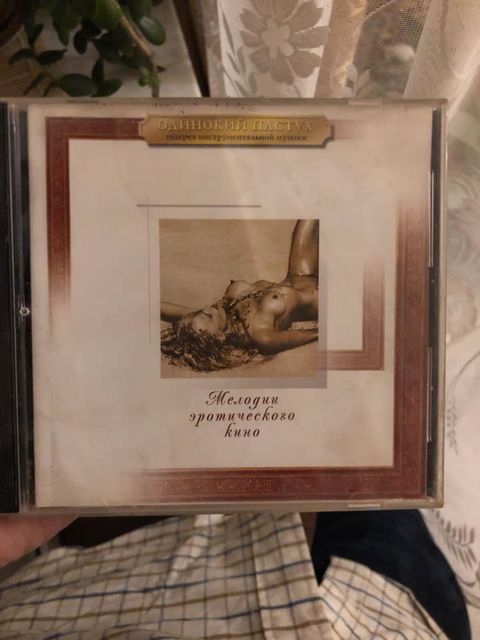 ОДИНОКИЙ ПАСТУХ
галерея инструментальной музыки
Мелодии
эротического
кино